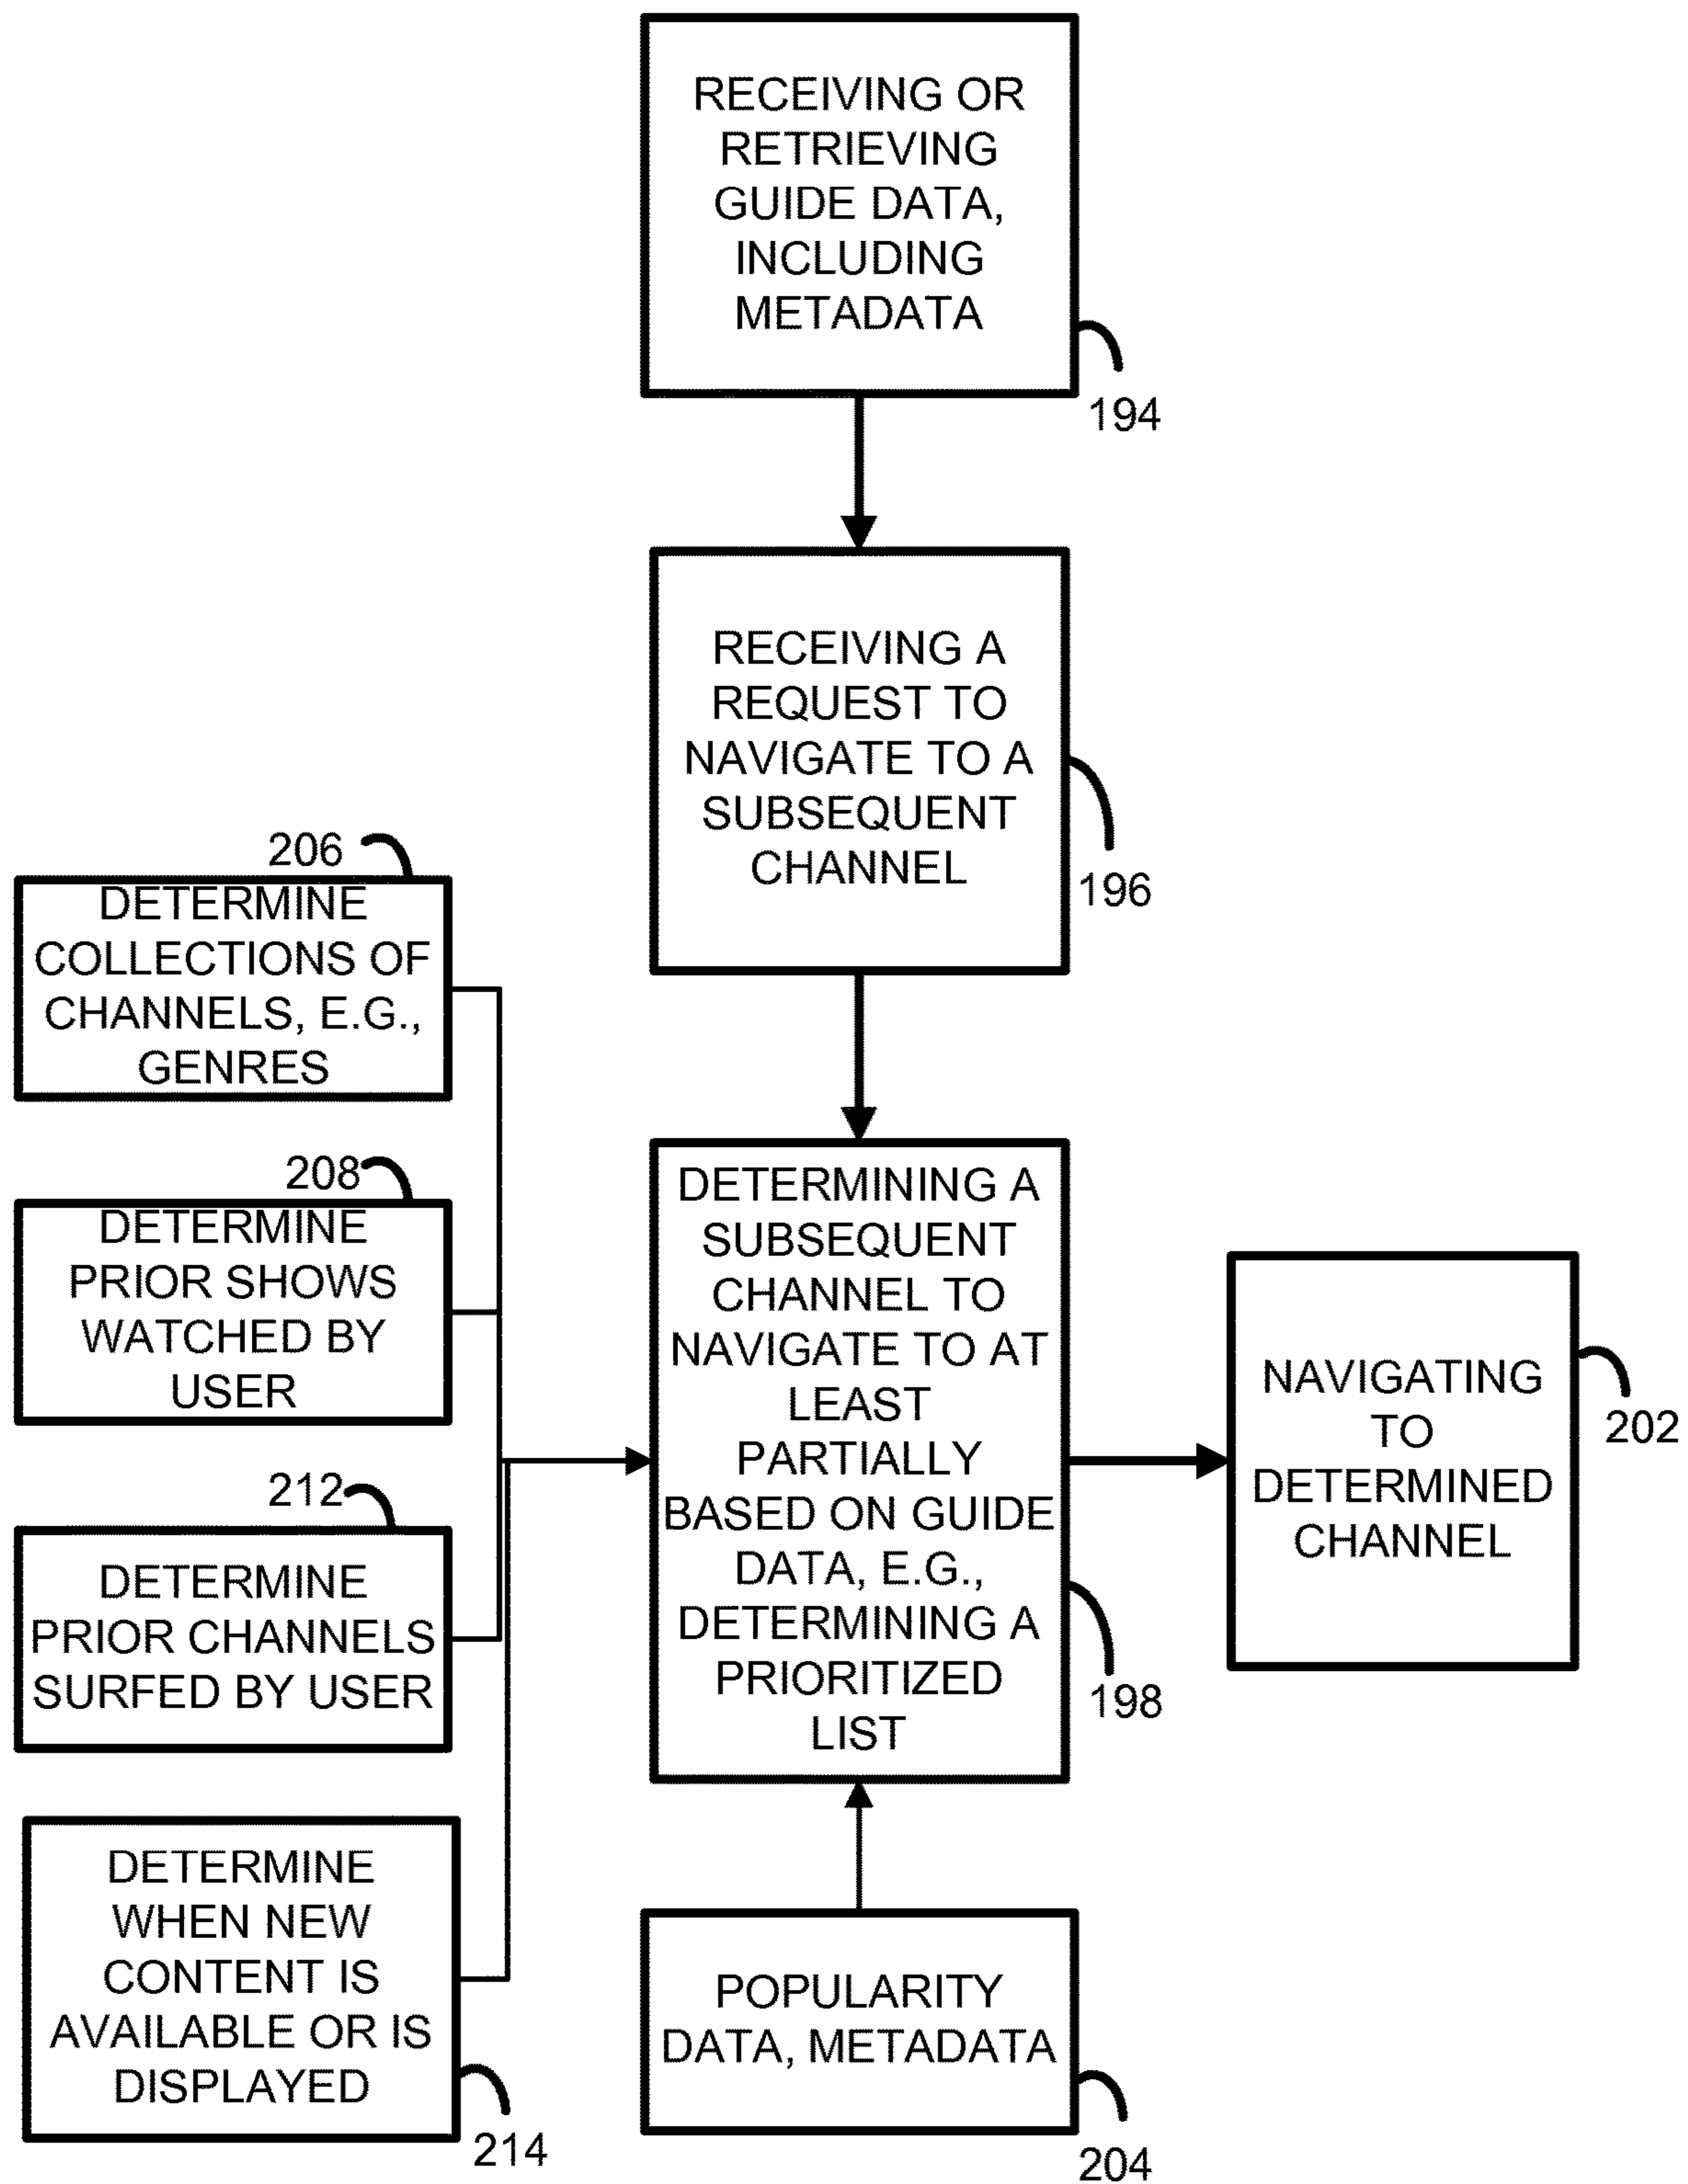 RECEIVING OR
RETRIEVING
GUIDE DATA,
INCLUDING
METADATA
194
RECEIVING A
REQUEST TO
NAVIGATE TO A
SUBSEQUENT
CHANNEL
196
206
DETERMINE
COLLECTIONS OF
CHANNELS, E.G.,
GENRES
208
DETERMINE
PRIOR SHOWS
WATCHED BY
USER
212
DETERMINE
PRIOR CHANNELS
SURFED BY USER
DETERMINE
WHEN NEW
CONTENT IS
AVAILABLE OR IS
DISPLAYED
214
DETERMINING A
SUBSEQUENT
CHANNEL TO
NAVIGATE TO AT
LEAST
PARTIALLY
BASED ON GUIDE
DATA, E.G.,
DETERMINING A
PRIORITIZED
LIST
198
NAVIGATING
TO
DETERMINED
CHANNEL
202
POPULARITY
DATA, METADATA
204